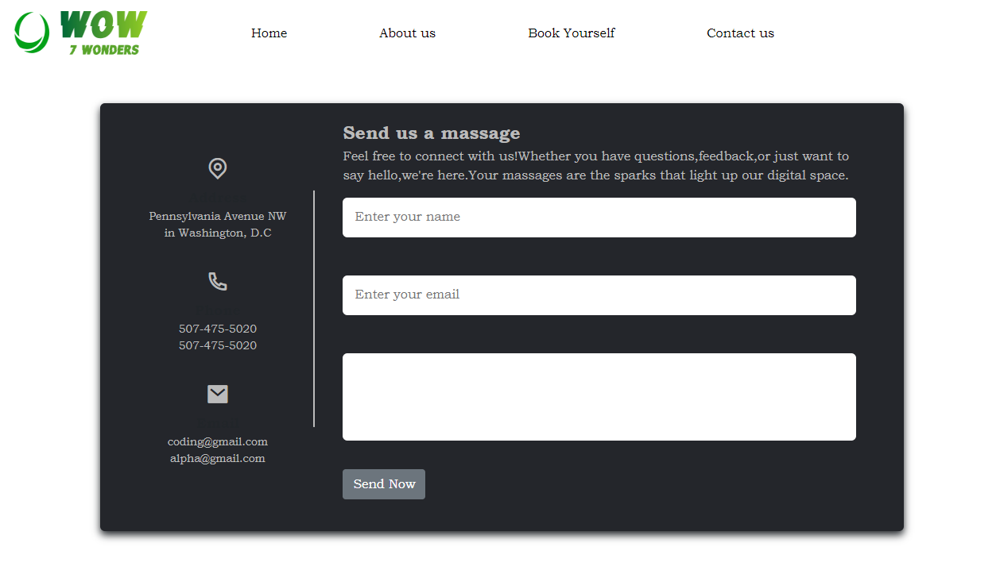 WOW
7 WONDERS
Home
About us
Book Yourself
Contact us
Pennsylvania Avenue NW
in Washington, D.C
507-475-5020
507-475-5020
coding@gmail.com
alpha@gmail.com
Send us a massage
Feel free to connect with us!Whether you have questions,feedback,or just want to
say hello,we're here.Your massages are the sparks that light up our digital space.
Enter your name
Enter your email
Send Now